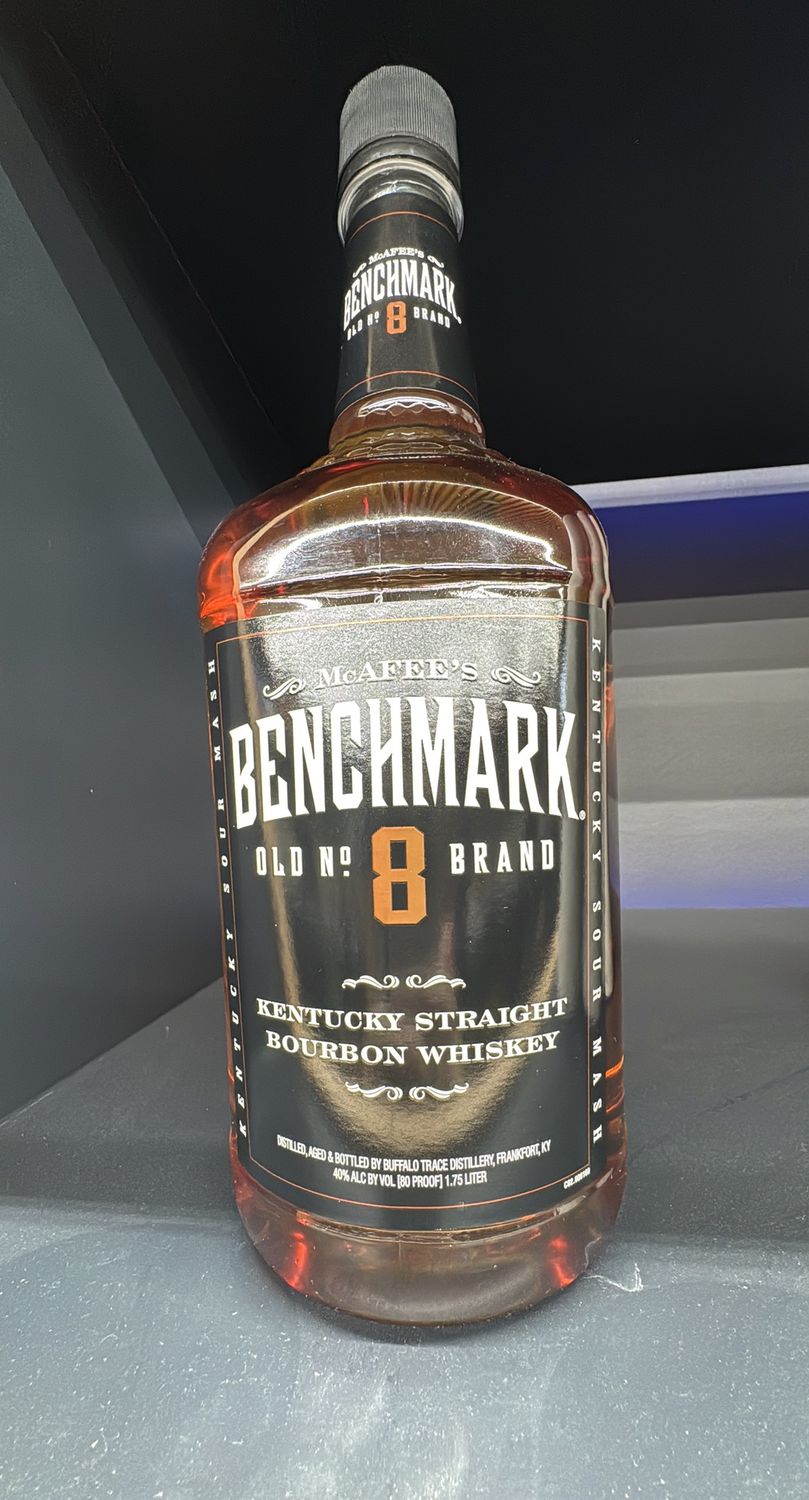 McAFEE'S
BENCHMARK
OLD Nº 8 BRAND
McAFEE'S
BENCHMARK®
OLD Nº 8 BRAND
KENTUCKY STRAIGHT
BOURBON WHISKEY
DISTILLED, AGED & BOTTLED BY BUFFALO TRACE DISTILLERY, FRANKFORT, KY
40% ALC BY VOL [80 PROOF] 1.75 LITER
KENTUCKY SOUR MASH
KENTUCKY SOUR MASH